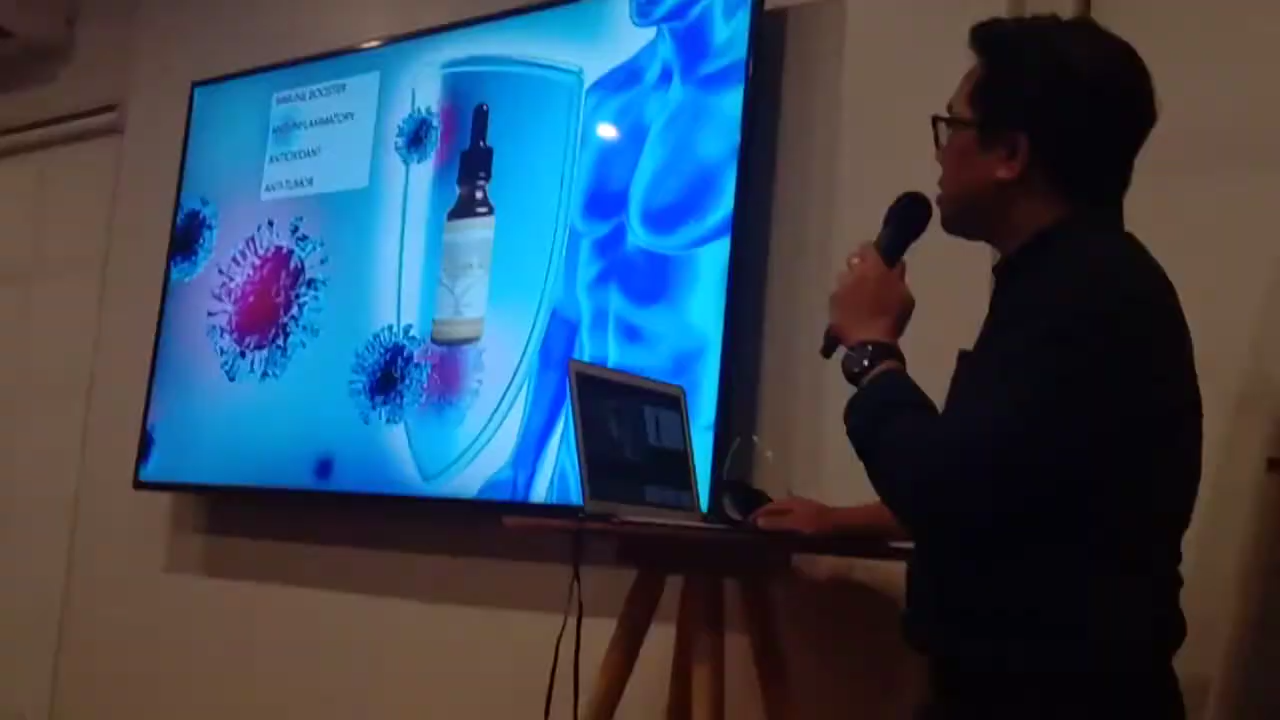 IMMUNE BOOSTER
ANTI-INFLAMMATORY
ANTIOXIDANT
ANTI-TUMOR